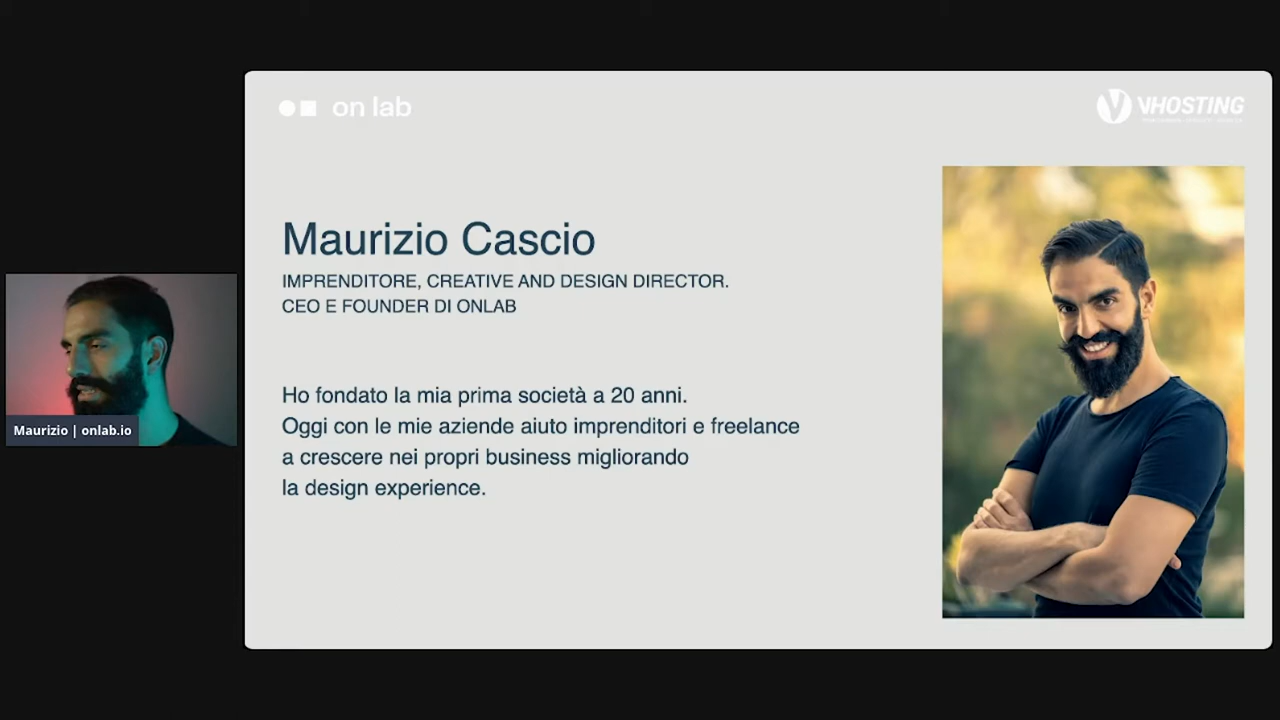 on lab
VHOSTING
Maurizio Cascio
IMPRENDITORE, CREATIVE AND DESIGN DIRECTOR.
CEO E FOUNDER DI ONLAB
Ho fondato la mia prima società a 20 anni.
Oggi con le mie aziende aiuto imprenditori e freelance
a crescere nei propri business migliorando
la design experience.
Maurizio | onlab.io